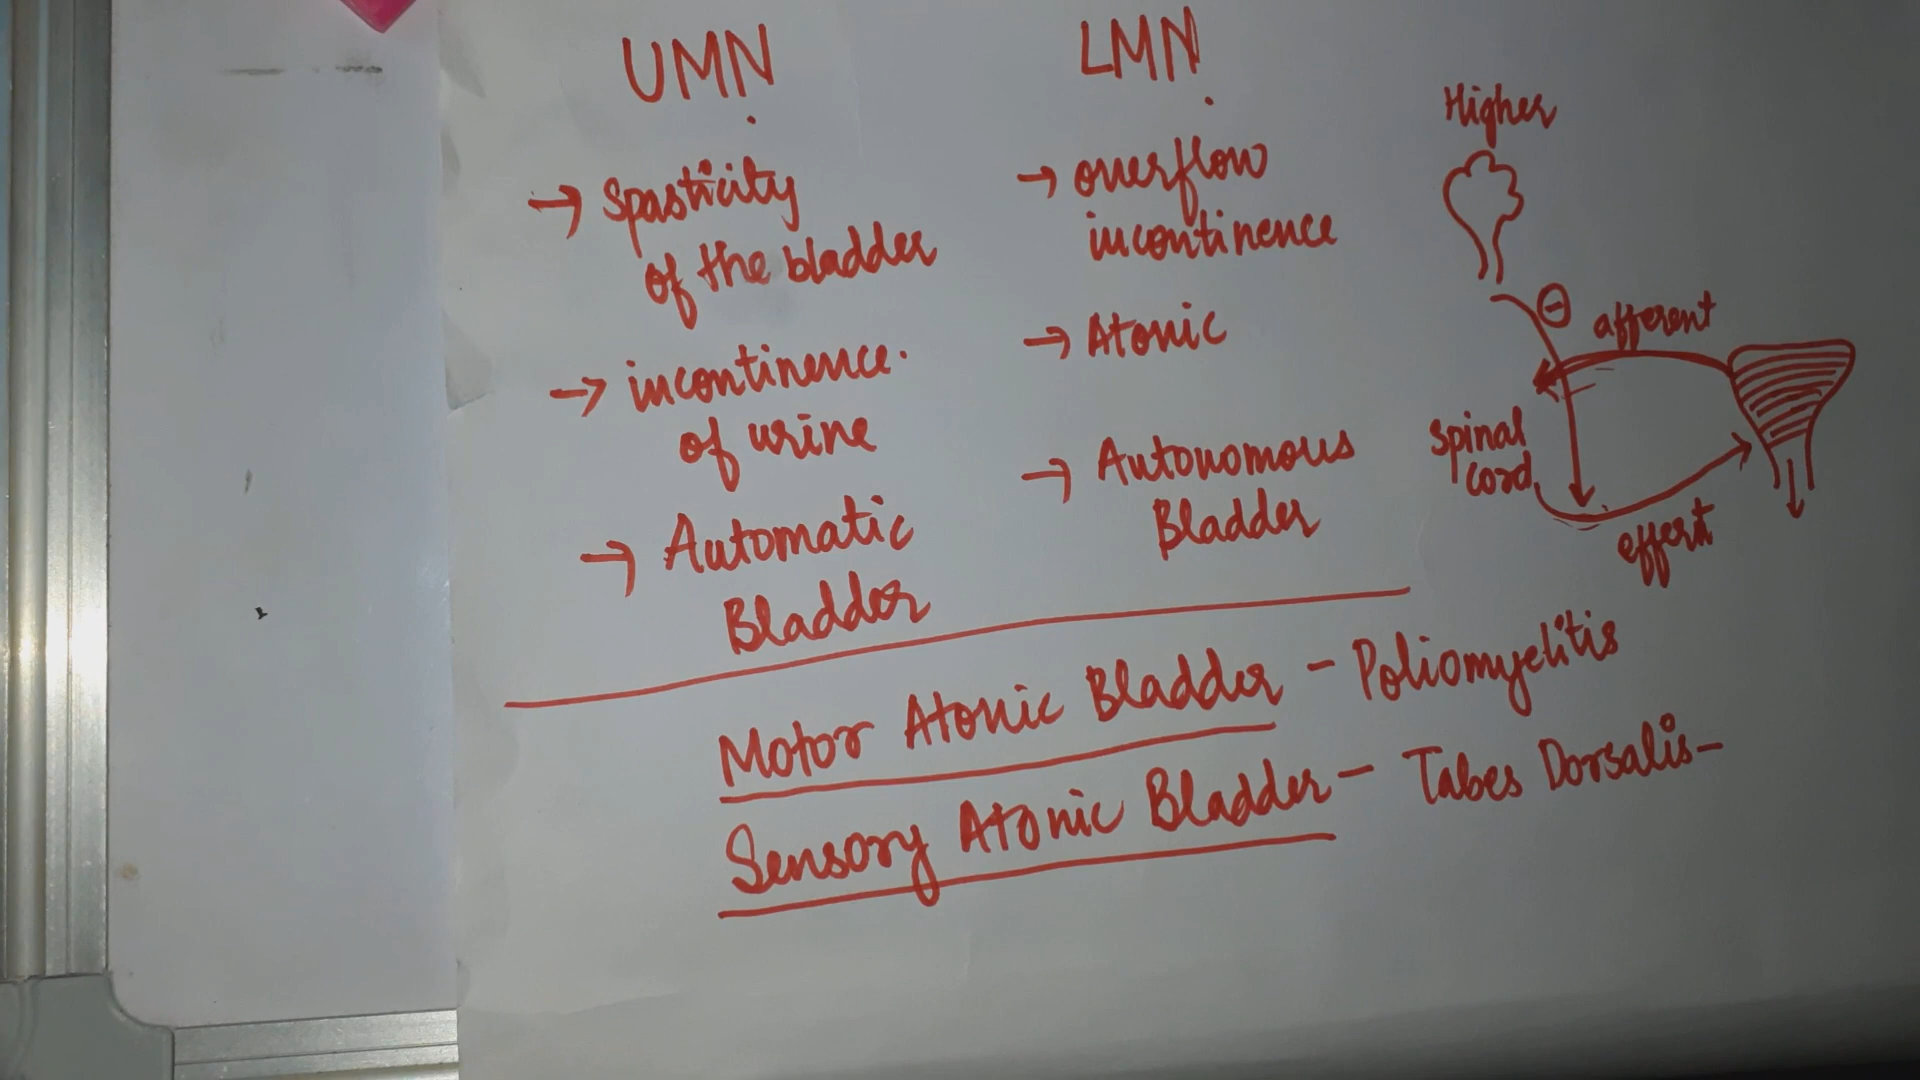 UMN
→ Spasticity
of the bladder
→ incontinence.
of urine
→ Automatic
Bladder
LMN
→ overflow
incontinence
→ Atonic
→ Autonomous
Bladder
Higher
⊖
afferent
spinal
cord
effert
Motor Atonic Bladder - Poliomyelitis
Sensory Atonic Bladder - Tabes Dorsalis-